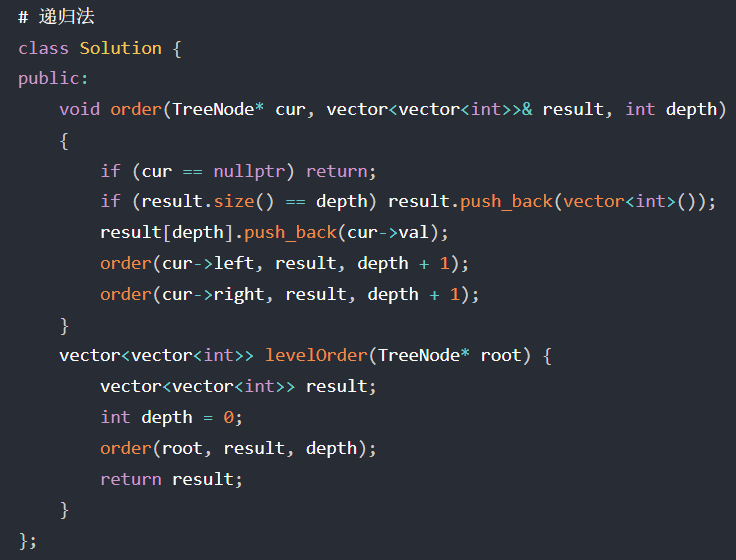 # 递归法
class Solution {
public:
    void order(TreeNode* cur, vector<vector<int>>& result, int depth)
    {
        if (cur == nullptr) return;
        if (result.size() == depth) result.push_back(vector<int>());
        result[depth].push_back(cur->val);
        order(cur->left, result, depth + 1);
        order(cur->right, result, depth + 1);
    }
    vector<vector<int>> levelOrder(TreeNode* root) {
        vector<vector<int>> result;
        int depth = 0;
        order(root, result, depth);
        return result;
    }
};